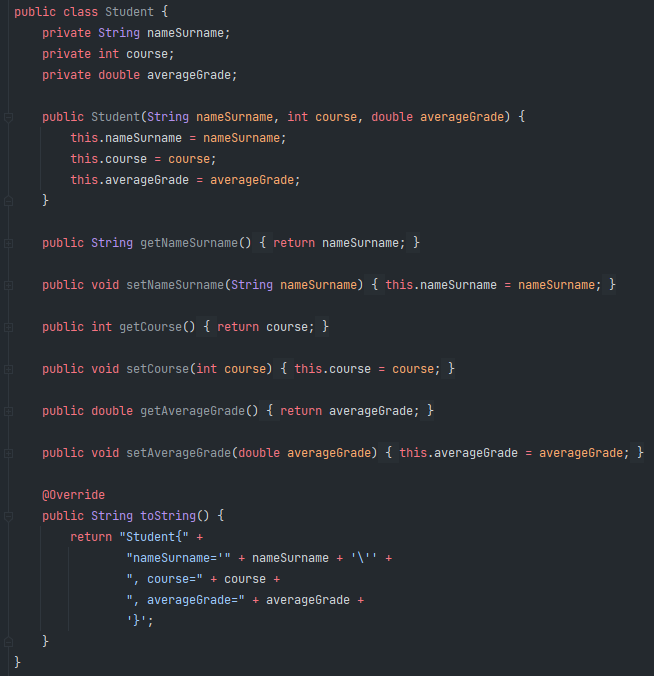 public class Student {
    private String nameSurname;
    private int course;
    private double averageGrade;

    public Student(String nameSurname, int course, double averageGrade) {
        this.nameSurname = nameSurname;
        this.course = course;
        this.averageGrade = averageGrade;
    }

    public String getNameSurname() { return nameSurname; }

    public void setNameSurname(String nameSurname) { this.nameSurname = nameSurname; }

    public int getCourse() { return course; }

    public void setCourse(int course) { this.course = course; }

    public double getAverageGrade() { return averageGrade; }

    public void setAverageGrade(double averageGrade) { this.averageGrade = averageGrade; }

    @Override
    public String toString() {
        return "Student{" +
                "nameSurname='" + nameSurname + '\'' +
                ", course=" + course +
                ", averageGrade=" + averageGrade +
                '}';
    }
}